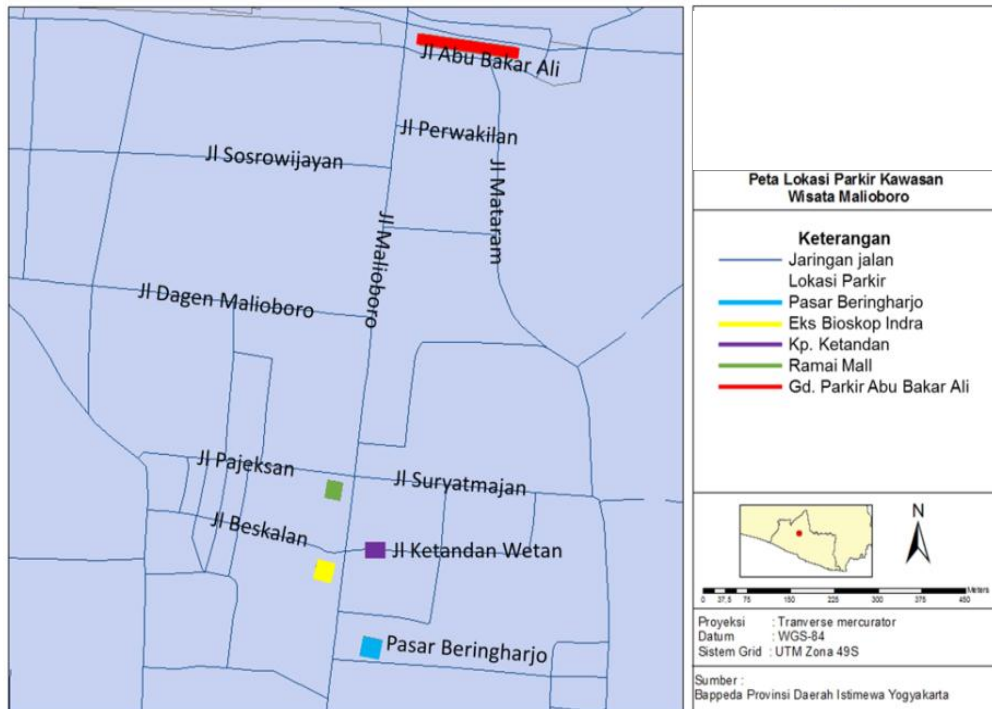 Jl Abu Bakar Ali
Jl Perwakilan
Jl Sosrowijayan
Jl Mataram
Jl Malioboro
Jl Dagen Malioboro
Jl Pajeksan
Jl Suryatmajan
Jl Beskalan
Jl Ketandan Wetan
Pasar Beringharjo
Peta Lokasi Parkir Kawasan
Wisata Malioboro
Keterangan
Jaringan jalan
Lokasi Parkir
Pasar Beringharjo
Eks Bioskop Indra
Kp. Ketandan
Ramai Mall
Gd. Parkir Abu Bakar Ali
N
Meters
0 37,5 75 150 225 300 375 450
Proyeksi : Tranverse mercurator
Datum : WGS-84
Sistem Grid : UTM Zona 49S
Sumber :
Bappeda Provinsi Daerah Istimewa Yogyakarta